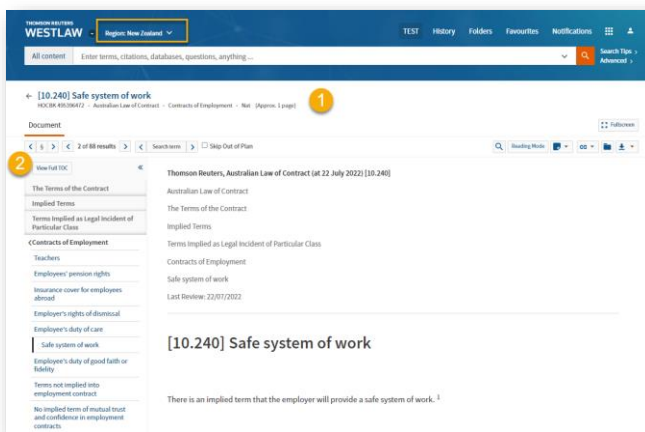 THOMSON REUTERS
WESTLAW
Region: New Zealand
TEST History Folders Favourites Notifications
All content Enter terms, citations, databases, questions, anything ...
Search Tips >
Advanced >
← [10.240] Safe system of work
Australian Law of Contract - Contracts of Employment - Nat (Approx. 1 page)
1
Document
Fullscreen
< § > < 2 of 88 results > < Search term > Skip Out of Plan
Reading Mode
2
View Full TOC «
The Terms of the Contract
Implied Terms
Terms Implied as Legal Incident of
Particular Class
<Contracts of Employment
Teachers
Employees' pension rights
Insurance cover for employees
abroad
Employer's rights of dismissal
Employee's duty of care
Safe system of work
Employee's duty of good faith or
fidelity
Terms not implied into
employment contract
No implied term of mutual trust
and confidence in employment
contracts
Thomson Reuters, Australian Law of Contract (at 22 July 2022) [10.240]
Australian Law of Contract
The Terms of the Contract
Implied Terms
Terms Implied as Legal Incident of Particular Class
Contracts of Employment
Safe system of work
Last Review: 22/07/2022
[10.240] Safe system of work
There is an implied term that the employer will provide a safe system of work. 1